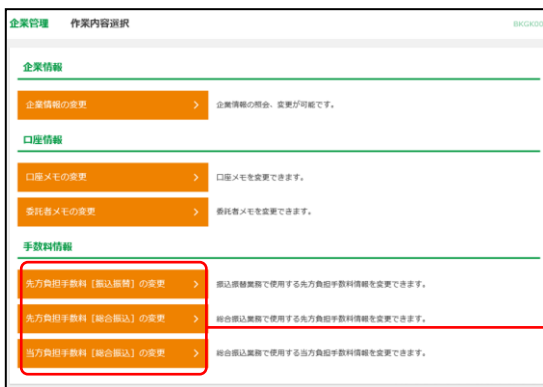 企業管理 作業内容選択 BKGK00
企業情報
企業情報の変更 企業情報の照会、変更が可能です。
口座情報
口座メモの変更 口座メモを変更できます。
委託者メモの変更 委託者メモを変更できます。
手数料情報
先方負担手数料［振込振替］の変更 振込振替業務で使用する先方負担手数料情報を変更できます。
先方負担手数料［総合振込］の変更 総合振込業務で使用する先方負担手数料情報を変更できます。
当方負担手数料［総合振込］の変更 総合振込業務で使用する当方負担手数料情報を変更できます。